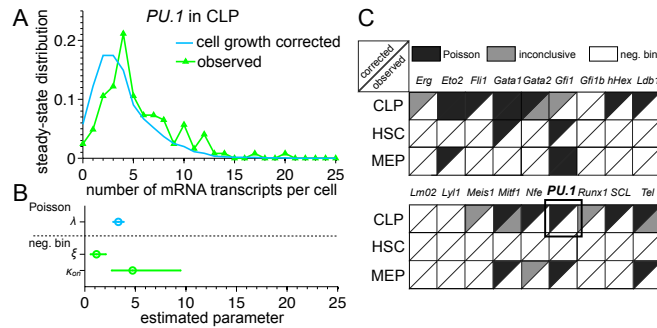 A
PU.1 in CLP
steady-state distribution
0.2
0.1
0
cell growth corrected
observed
0 5 10 15 20 25
number of mRNA transcripts per cell
B
Poisson
λ
neg. bin
ξ
κon
0 5 10 15 20 25
estimated parameter
C
corrected
observed
Poisson inconclusive neg. bin
Erg Eto2 Fli1 Gata1 Gata2 Gfi1 Gfi1b hHex Ldb1
CLP
HSC
MEP
Lm02 Lyl1 Meis1 Mitf1 Nfe PU.1 Runx1 SCL Tel
CLP
HSC
MEP